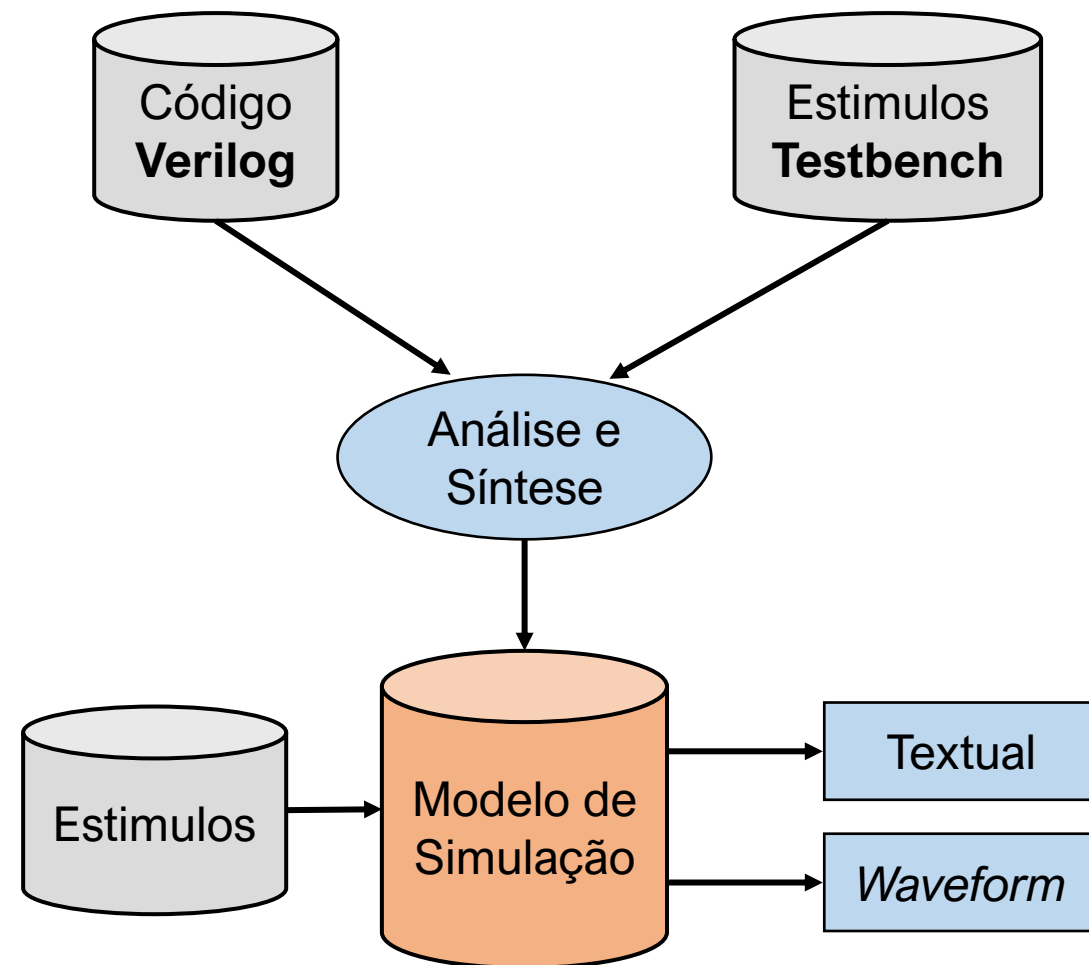 Código
Verilog
Estimulos
Testbench
Análise e
Síntese
Estimulos
Modelo de
Simulação
Textual
Waveform